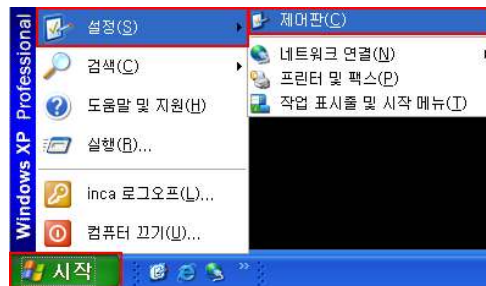 Windows XP Professional
설정(S)
검색(C)
도움말 및 지원(H)
실행(R)...
inca 로그오프(L)...
컴퓨터 끄기(U)...
제어판(C)
네트워크 연결(N)
프린터 및 팩스(P)
작업 표시줄 및 시작 메뉴(T)
시작